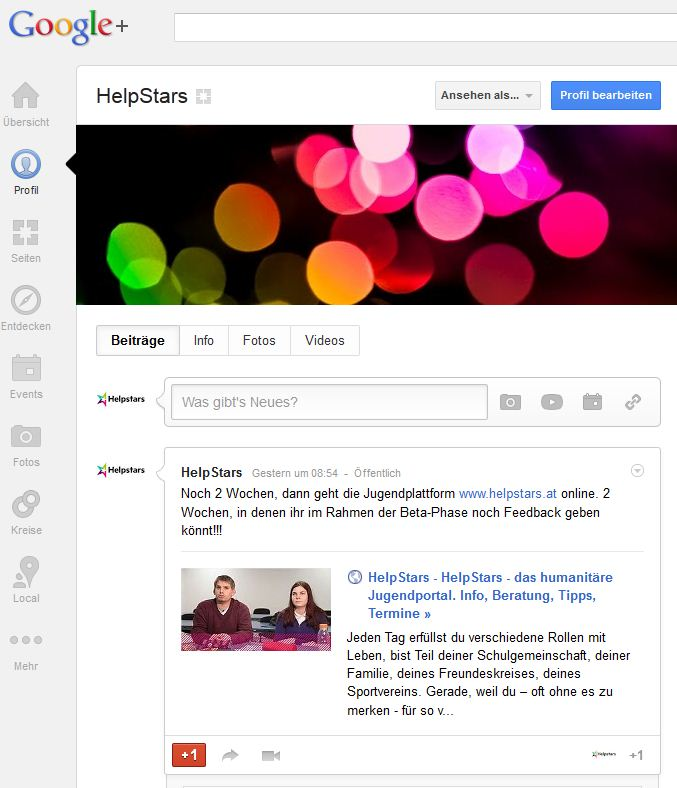 Google+
HelpStars
Ansehen als...
Profil bearbeiten
Übersicht
Profil
Seiten
Entdecken
Events
Fotos
Kreise
Local
Mehr
Beiträge
Info
Fotos
Videos
Helpstars
Was gibt's Neues?
Helpstars
HelpStars Gestern um 08:54 - Öffentlich
Noch 2 Wochen, dann geht die Jugendplattform www.helpstars.at online. 2
Wochen, in denen ihr im Rahmen der Beta-Phase noch Feedback geben
könnt!!!
HelpStars - HelpStars - das humanitäre
Jugendportal. Info, Beratung, Tipps,
Termine »
Jeden Tag erfüllst du verschiedene Rollen mit
Leben, bist Teil deiner Schulgemeinschaft, deiner
Familie, deines Freundeskreises, deines
Sportvereins. Gerade, weil du – oft ohne es zu
merken - für so v...
+1
Helpstars
+1